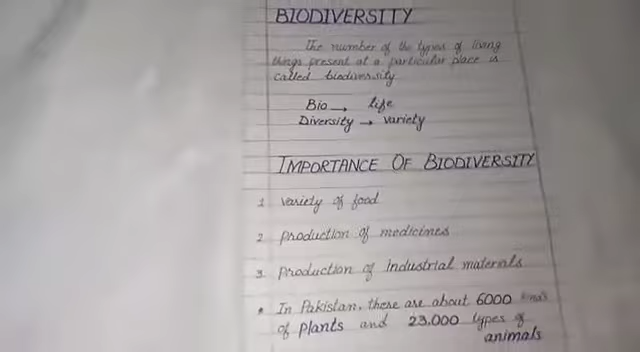 BIODIVERSITY
The number of the types of living
things present at a particular place is
called biodiversity
Bio → life
Diversity → variety
IMPORTANCE OF BIODIVERSITY
1 Variety of food
2 Production of medicines
3 Production of industrial materials
• In Pakistan, there are about 6000 kinds
of plants and 23,000 types of
animals